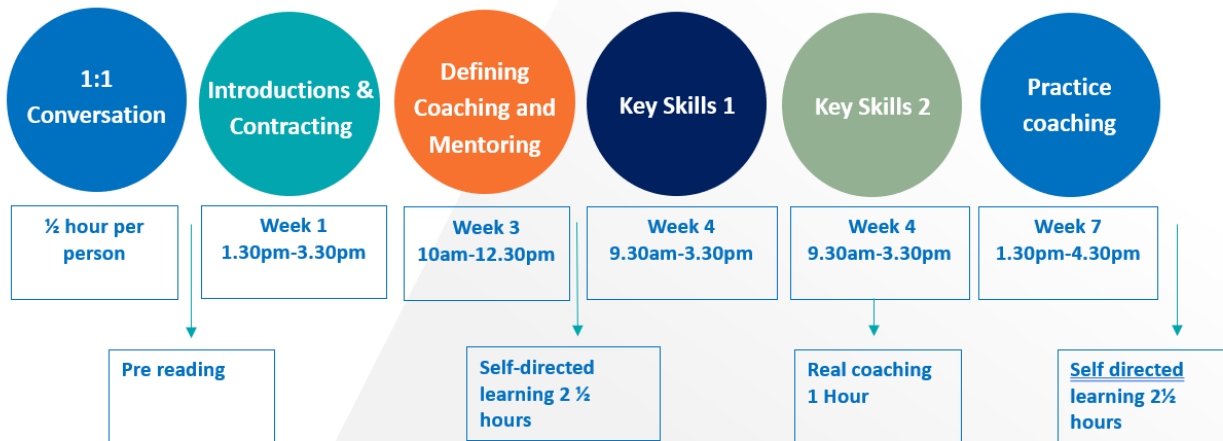 1:1
Conversation
Introductions &
Contracting
Defining
Coaching and
Mentoring
Key Skills 1
Key Skills 2
Practice
coaching
½ hour per
person
Week 1
1.30pm-3.30pm
Week 3
10am-12.30pm
Week 4
9.30am-3.30pm
Week 4
9.30am-3.30pm
Week 7
1.30pm-4.30pm
Pre reading
Self-directed
learning 2 ½
hours
Real coaching
1 Hour
Self directed
learning 2½
hours